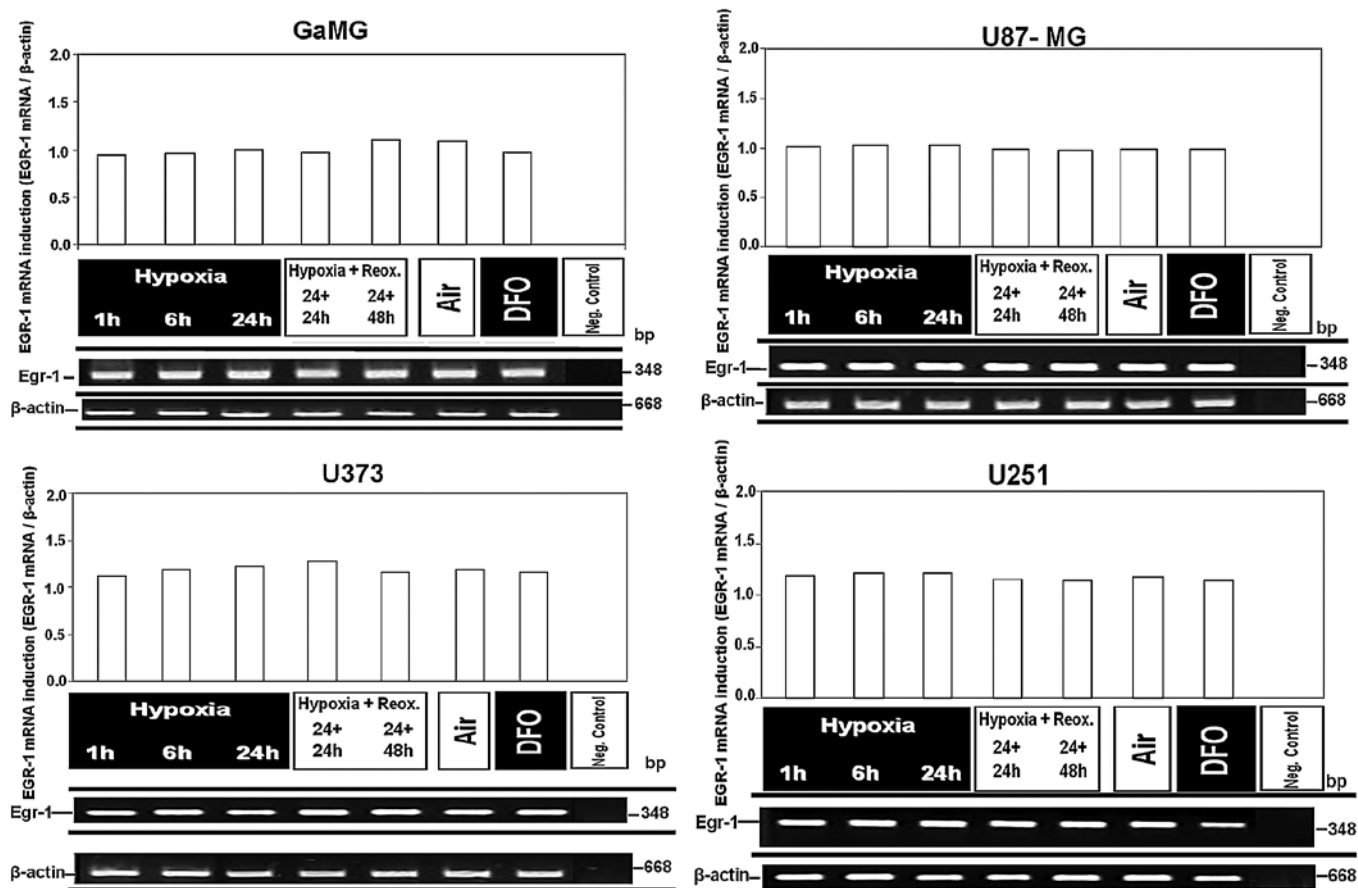 GaMG
EGR-1 mRNA induction (EGR-1 mRNA / β-actin)
2.0
1.5
1.0
0.5
0.0
Hypoxia
1h 6h 24h
Hypoxia + Reox.
24+ 24+
24h 48h
Air
DFO
Neg. Control
bp
Egr-1 –348
β-actin –668
U87- MG
EGR-1 mRNA induction (EGR-1 mRNA / β-actin)
2.0
1.5
1.0
0.5
0.0
Hypoxia
1h 6h 24h
Hypoxia + Reox.
24+ 24+
24h 48h
Air
DFO
Neg. Control
bp
Egr-1 –348
β-actin –668
U373
EGR-1 mRNA induction (EGR-1 mRNA / β-actin)
2.0
1.5
1.0
0.5
0.0
Hypoxia
1h 6h 24h
Hypoxia + Reox.
24+ 24+
24h 48h
Air
DFO
Neg. Control
bp
Egr-1 –348
β-actin –668
U251
EGR-1 mRNA induction (EGR-1 mRNA / β-actin)
2.0
1.5
1.0
0.5
0.0
Hypoxia
1h 6h 24h
Hypoxia + Reox.
24+ 24+
24h 48h
Air
DFO
Neg. Control
bp
Egr-1 –348
β-actin –668